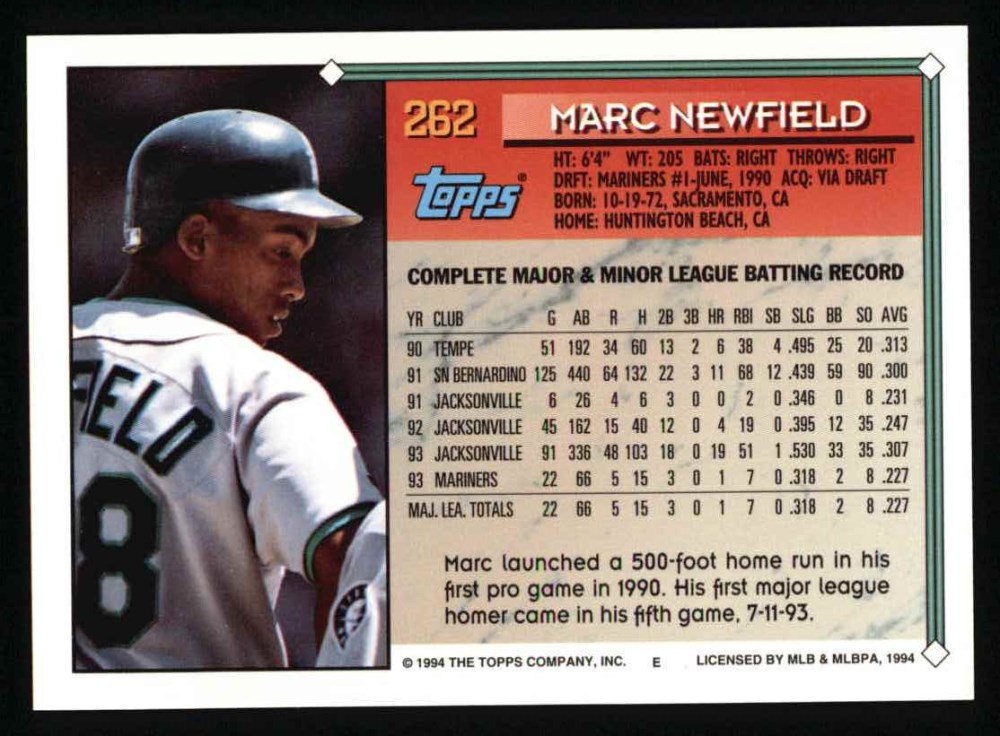 262
MARC NEWFIELD
topps
HT: 6'4" WT: 205 BATS: RIGHT THROWS: RIGHT
DRFT: MARINERS #1-JUNE, 1990 ACQ: VIA DRAFT
BORN: 10-19-72, SACRAMENTO, CA
HOME: HUNTINGTON BEACH, CA
FIELD
8
COMPLETE MAJOR & MINOR LEAGUE BATTING RECORD
YR CLUB G AB R H 2B 3B HR RBI SB SLG BB SO AVG
90 TEMPE 51 192 34 60 13 2 6 38 4 .495 25 20 .313
91 SN BERNARDINO 125 440 64 132 22 3 11 68 12 .439 59 90 .300
91 JACKSONVILLE 6 26 4 6 3 0 0 2 0 .346 0 8 .231
92 JACKSONVILLE 45 162 15 40 12 0 4 19 0 .395 12 35 .247
93 JACKSONVILLE 91 336 48 103 18 0 19 51 1 .530 33 35 .307
93 MARINERS 22 66 5 15 3 0 1 7 0 .318 2 8 .227
MAJ. LEA. TOTALS 22 66 5 15 3 0 1 7 0 .318 2 8 .227
Marc launched a 500-foot home run in his
first pro game in 1990. His first major league
homer came in his fifth game, 7-11-93.
© 1994 THE TOPPS COMPANY, INC. E LICENSED BY MLB & MLBPA, 1994